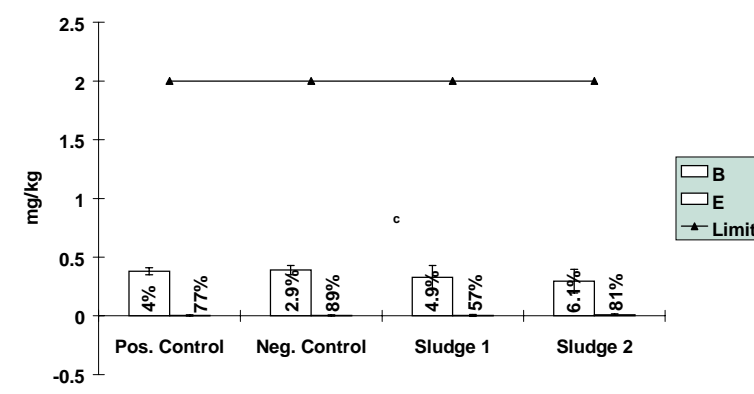 2.5
2
1.5
1
0.5
0
-0.5
mg/kg
c
4%
77%
2.9%
89%
4.9%
57%
6.1%
81%
Pos. Control
Neg. Control
Sludge 1
Sludge 2
B
E
Limit